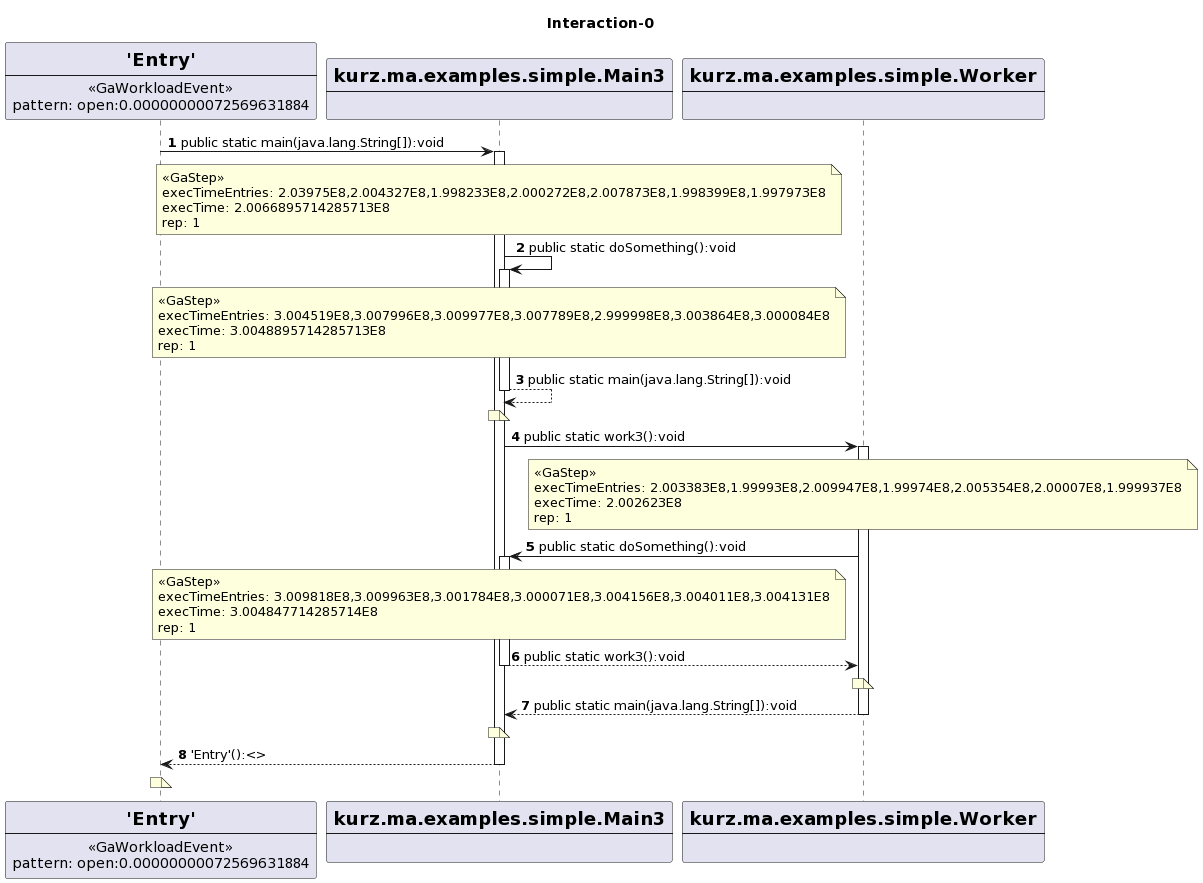 Interaction-0
'Entry'
«GaWorkloadEvent»
pattern: open:0.00000000072569631884
kurz.ma.examples.simple.Main3
kurz.ma.examples.simple.Worker
1 public static main(java.lang.String[]):void
«GaStep»
execTimeEntries: 2.03975E8,2.004327E8,1.998233E8,2.000272E8,2.007873E8,1.998399E8,1.997973E8
execTime: 2.0066895714285713E8
rep: 1
2 public static doSomething():void
«GaStep»
execTimeEntries: 3.004519E8,3.007996E8,3.009977E8,3.007789E8,2.999998E8,3.003864E8,3.000084E8
execTime: 3.0048895714285713E8
rep: 1
3 public static main(java.lang.String[]):void
4 public static work3():void
«GaStep»
execTimeEntries: 2.003383E8,1.99993E8,2.009947E8,1.99974E8,2.005354E8,2.00007E8,1.999937E8
execTime: 2.002623E8
rep: 1
5 public static doSomething():void
«GaStep»
execTimeEntries: 3.009818E8,3.009963E8,3.001784E8,3.000071E8,3.004156E8,3.004011E8,3.004131E8
execTime: 3.004847714285714E8
rep: 1
6 public static work3():void
7 public static main(java.lang.String[]):void
8 'Entry'():<>
'Entry'
«GaWorkloadEvent»
pattern: open:0.00000000072569631884
kurz.ma.examples.simple.Main3
kurz.ma.examples.simple.Worker